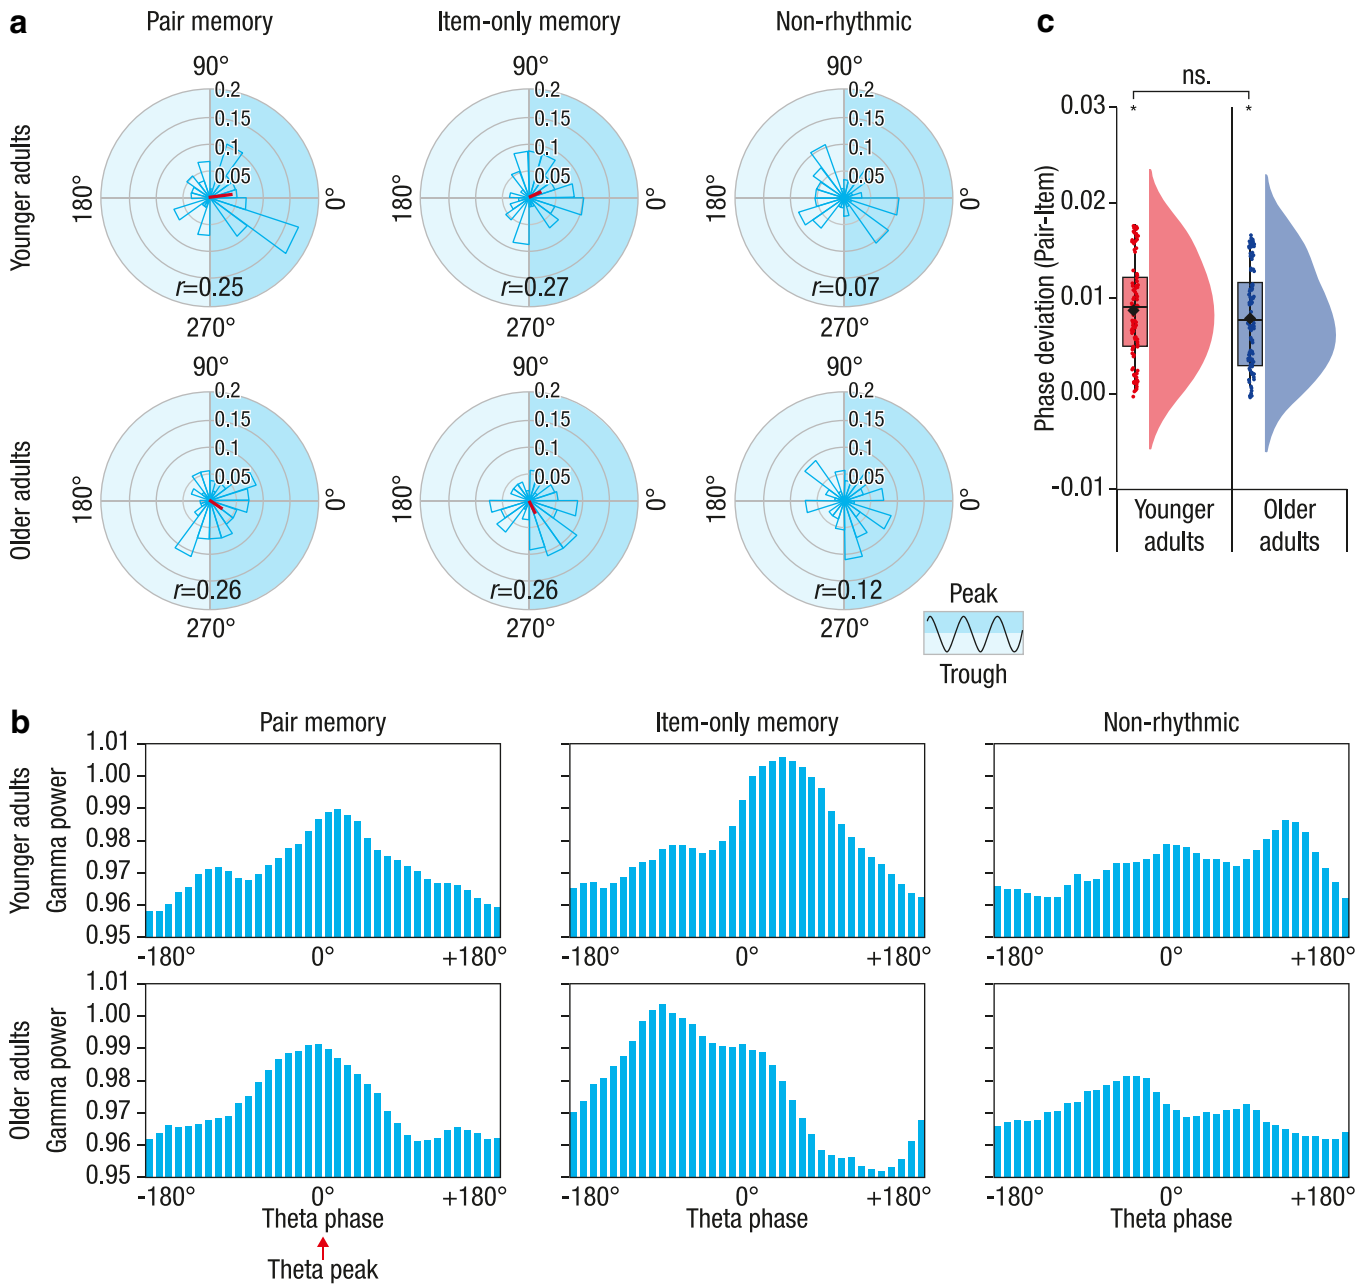 a
Pair memory
Item-only memory
Non-rhythmic
Younger adults
90°
0.2
0.15
0.1
0.05
180°
0°
r=0.25
270°
90°
0.2
0.15
0.1
0.05
180°
0°
r=0.27
270°
90°
0.2
0.15
0.1
0.05
180°
0°
r=0.07
270°
Older adults
90°
0.2
0.15
0.1
0.05
180°
0°
r=0.26
270°
90°
0.2
0.15
0.1
0.05
180°
0°
r=0.26
270°
90°
0.2
0.15
0.1
0.05
180°
0°
r=0.12
270°
Peak
Trough
c
ns.
* *
Phase deviation (Pair-Item)
0.03
0.02
0.01
0.00
-0.01
Younger
adults
Older
adults
b
Pair memory
Item-only memory
Non-rhythmic
Younger adults
Gamma power
1.01
1.00
0.99
0.98
0.97
0.96
0.95
-180° 0° +180°
-180° 0° +180°
-180° 0° +180°
Older adults
Gamma power
1.01
1.00
0.99
0.98
0.97
0.96
0.95
-180° 0° +180°
-180° 0° +180°
-180° 0° +180°
Theta phase
Theta phase
Theta phase
Theta peak